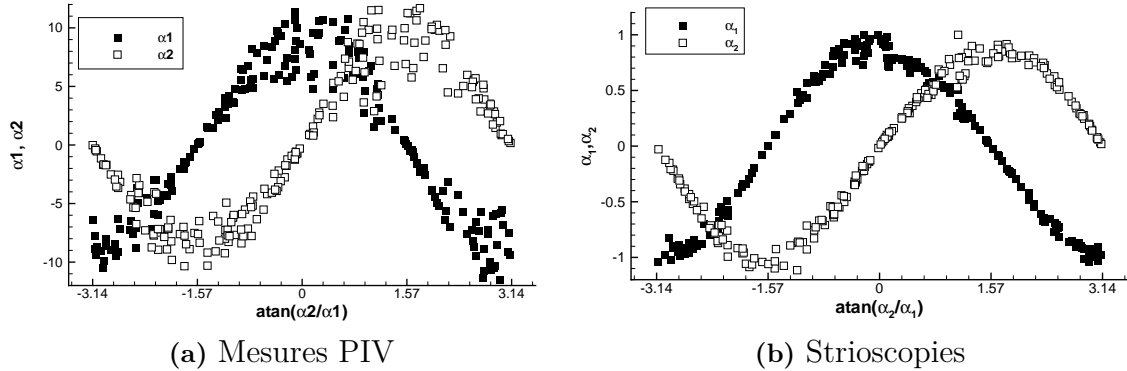 α1
α2
α1, α2
10
5
0
-5
-10
-3.14 -1.57 0 1.57 3.14
atan(α2/α1)
(a) Mesures PIV
α₁
α₂
α₁,α₂
1
0.5
0
-0.5
-1
-3.14 -1.57 0 1.57 3.14
atan(α₂/α₁)
(b) Strioscopies